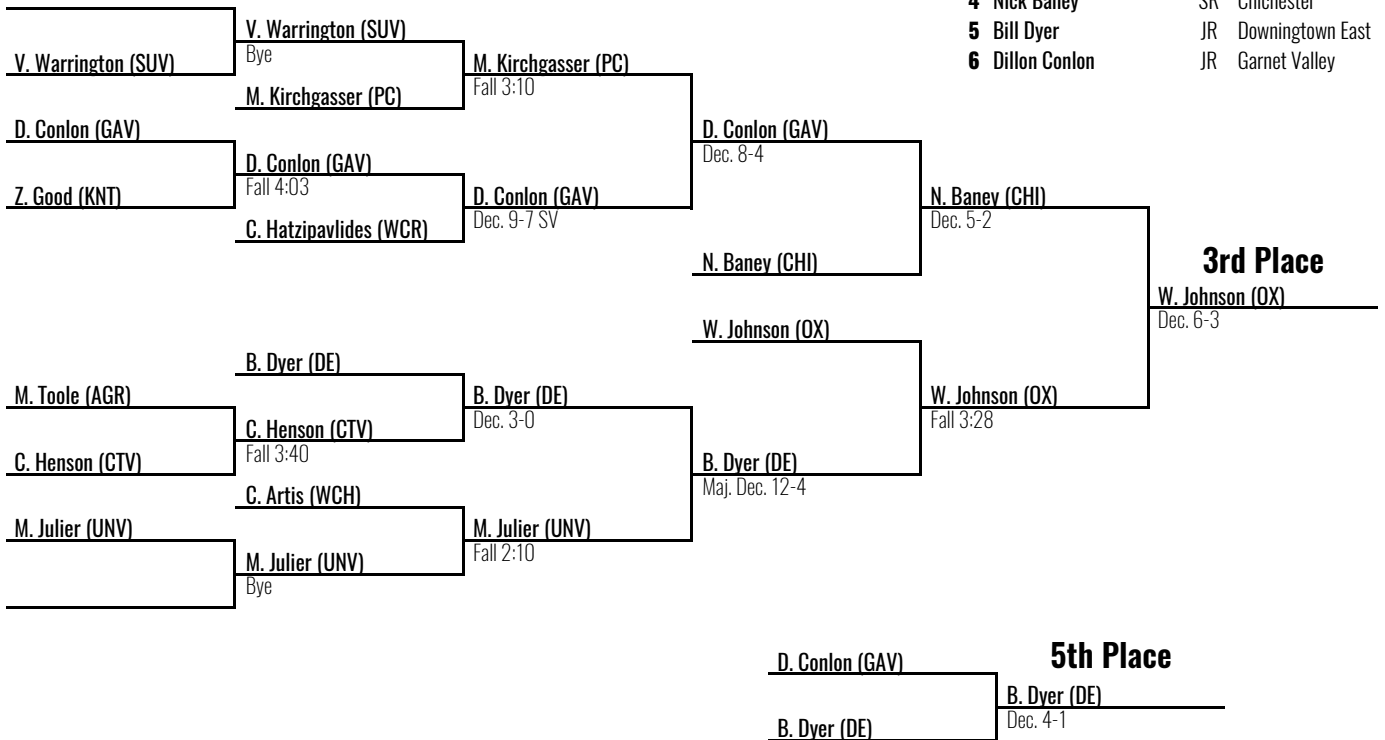 4 Nick Baney SR Chichester
5 Bill Dyer JR Downingtown East
6 Dillon Conlon JR Garnet Valley
V. Warrington (SUV)
V. Warrington (SUV)
Bye
M. Kirchgasser (PC)
M. Kirchgasser (PC)
Fall 3:10
D. Conlon (GAV)
Z. Good (KNT)
D. Conlon (GAV)
Fall 4:03
C. Hatzipavlides (WCR)
D. Conlon (GAV)
Dec. 9-7 SV
D. Conlon (GAV)
Dec. 8-4
N. Baney (CHI)
N. Baney (CHI)
Dec. 5-2
3rd Place
W. Johnson (OX)
Dec. 6-3
W. Johnson (OX)
W. Johnson (OX)
Fall 3:28
B. Dyer (DE)
M. Toole (AGR)
C. Henson (CTV)
C. Henson (CTV)
Fall 3:40
B. Dyer (DE)
Dec. 3-0
B. Dyer (DE)
Maj. Dec. 12-4
C. Artis (WCH)
M. Julier (UNV)
M. Julier (UNV)
Bye
M. Julier (UNV)
Fall 2:10
5th Place
D. Conlon (GAV)
B. Dyer (DE)
B. Dyer (DE)
Dec. 4-1